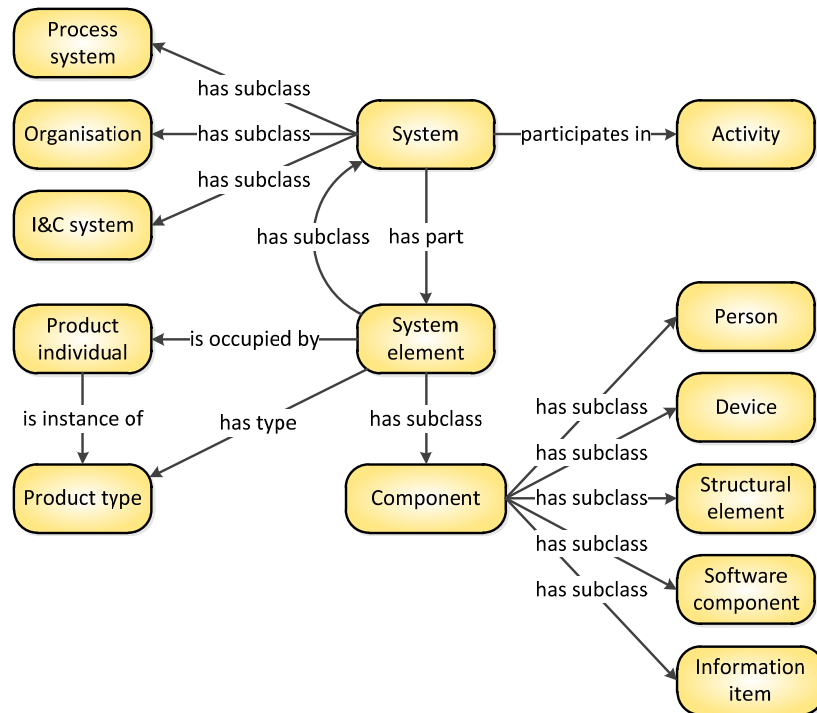 Process
system
has subclass
Organisation
has subclass
System
participates in
Activity
has subclass
I&C system
has subclass
has part
Product
individual
is occupied by
System
element
Person
is instance of
has type
has subclass
has subclass
Device
has subclass
Product type
Component
has subclass
Structural
element
has subclass
Software
component
has subclass
Information
item